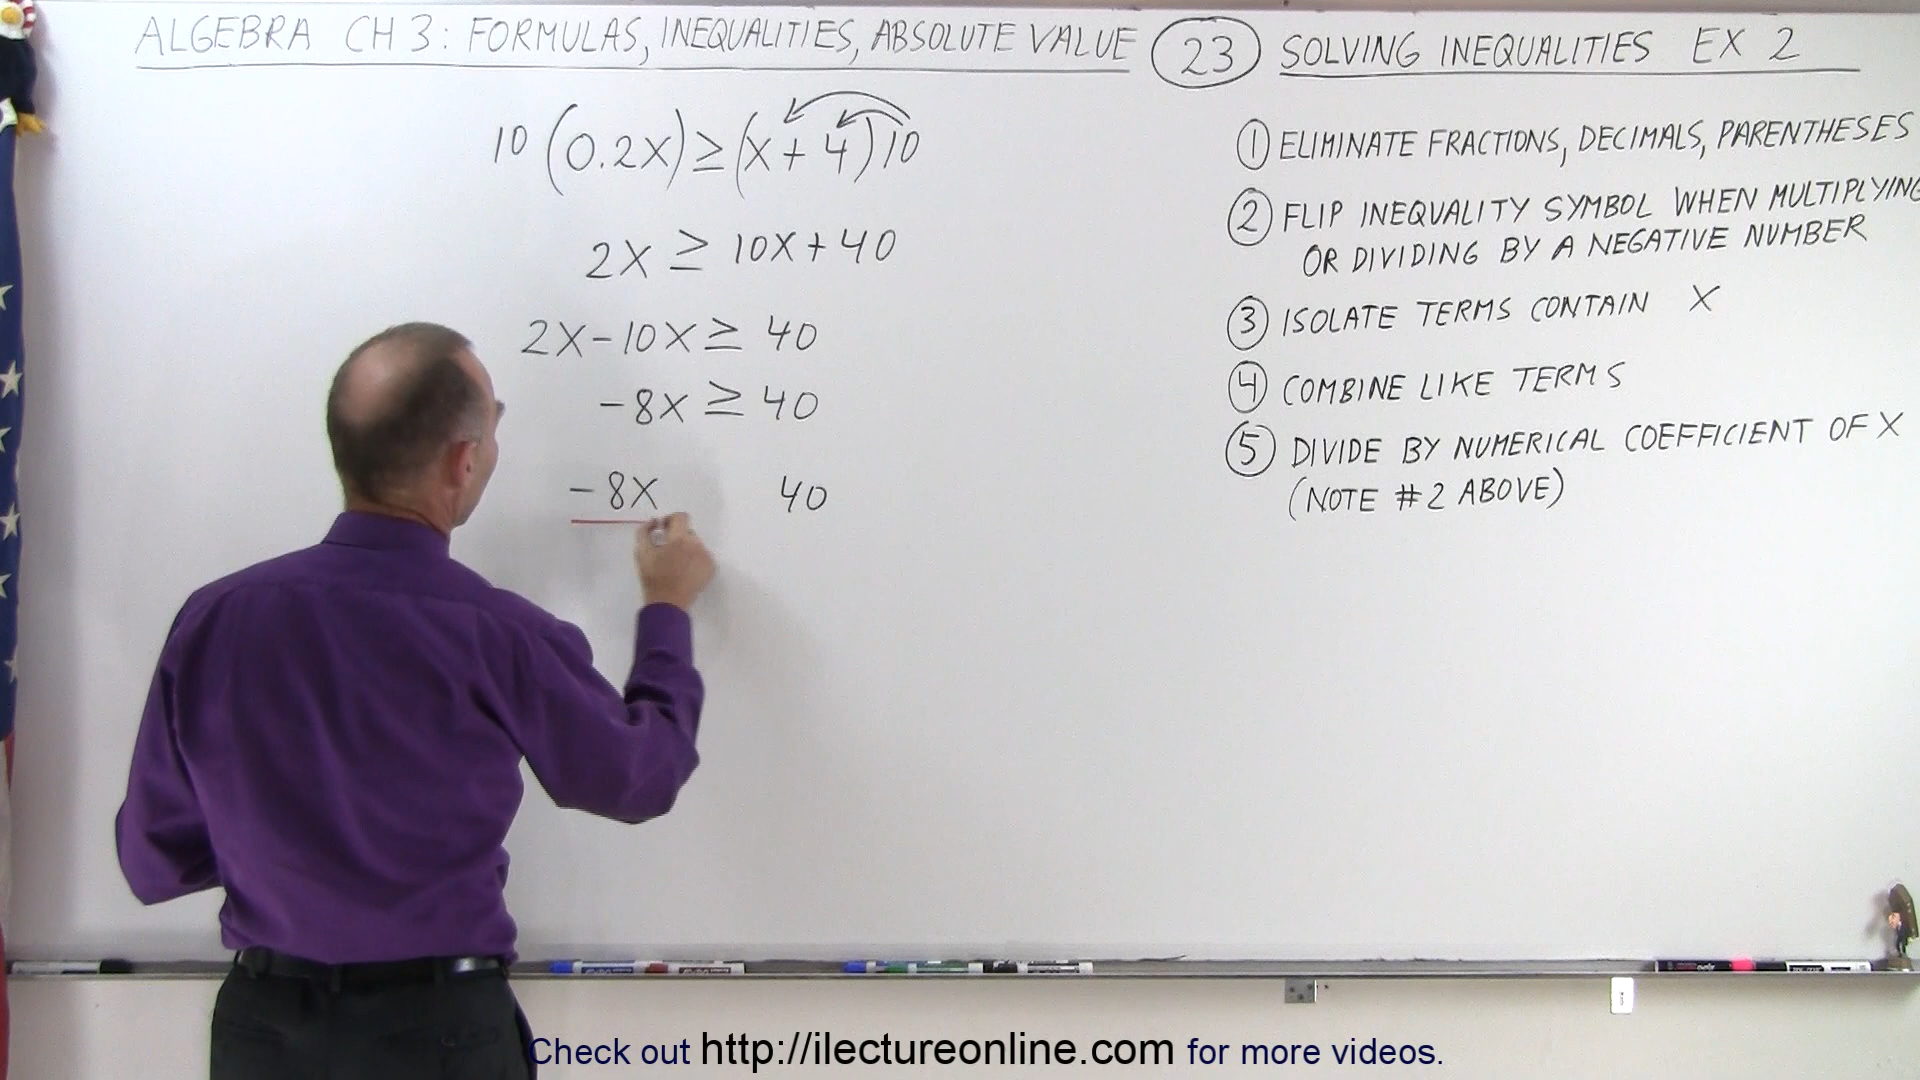 ALGEBRA CH 3: FORMULAS, INEQUALITIES, ABSOLUTE VALUE (23) SOLVING INEQUALITIES EX 2
10 (0.2X) ≥ (X + 4) 10
2X ≥ 10X + 40
2X - 10X ≥ 40
-8X ≥ 40
-8X 40
① ELIMINATE FRACTIONS, DECIMALS, PARENTHESES
② FLIP INEQUALITY SYMBOL WHEN MULTIPLYING
OR DIVIDING BY A NEGATIVE NUMBER
③ ISOLATE TERMS CONTAIN X
④ COMBINE LIKE TERMS
⑤ DIVIDE BY NUMERICAL COEFFICIENT OF X
(NOTE #2 ABOVE)
Check out http://ilectureonline.com for more videos.